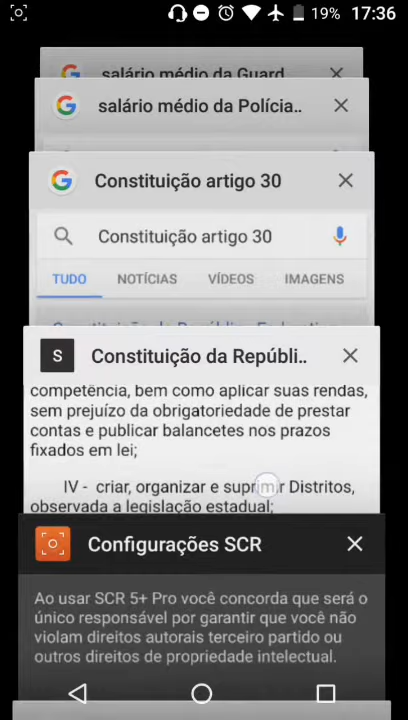 19% 17:36
salário médio da Guard
salário médio da Polícia..
Constituição artigo 30
Constituição artigo 30
TUDO NOTÍCIAS VÍDEOS IMAGENS
S Constituição da Repúbli..
competência, bem como aplicar suas rendas,
sem prejuízo da obrigatoriedade de prestar
contas e publicar balancetes nos prazos
fixados em lei;
IV - criar, organizar e suprimir Distritos,
observada a legislação estadual;
Configurações SCR
Ao usar SCR 5+ Pro você concorda que será o
único responsável por garantir que você não
violam direitos autorais terceiro partido ou
outros direitos de propriedade intelectual.